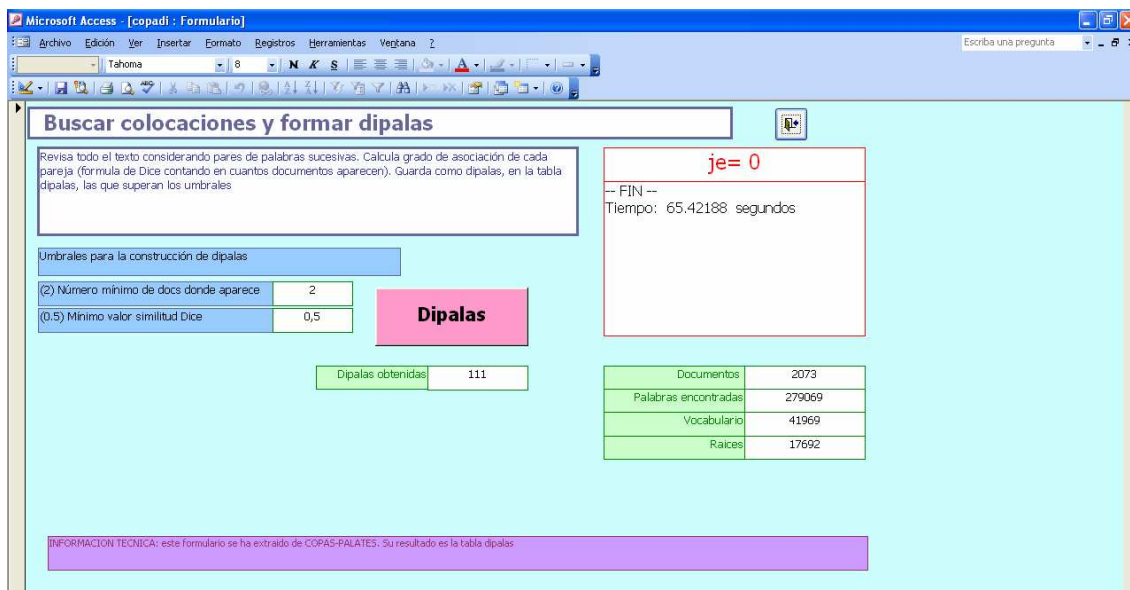 Microsoft Access - [copadi : Formulario]
Archivo Edición Ver Insertar Formato Registros Herramientas Ventana ?
Escriba una pregunta
Tahoma 8 N K S A
Buscar colocaciones y formar dipalas
Revisa todo el texto considerando pares de palabras sucesivas. Calcula grado de asociación de cada
pareja (formula de Dice contando en cuantos documentos aparecen). Guarda como dipalas, en la tabla
dipalas, las que superan los umbrales
je= 0
-- FIN --
Tiempo: 65.42188 segundos
Umbrales para la construcción de dipalas
(2) Número mínimo de docs donde aparece 2
(0.5) Mínimo valor similitud Dice 0,5
Dipalas
Dipalas obtenidas 111
Documentos 2073
Palabras encontradas 279069
Vocabulario 41969
Raices 17692
INFORMACION TECNICA: este formulario se ha extraido de COPAS-PALATES. Su resultado es la tabla dipalas